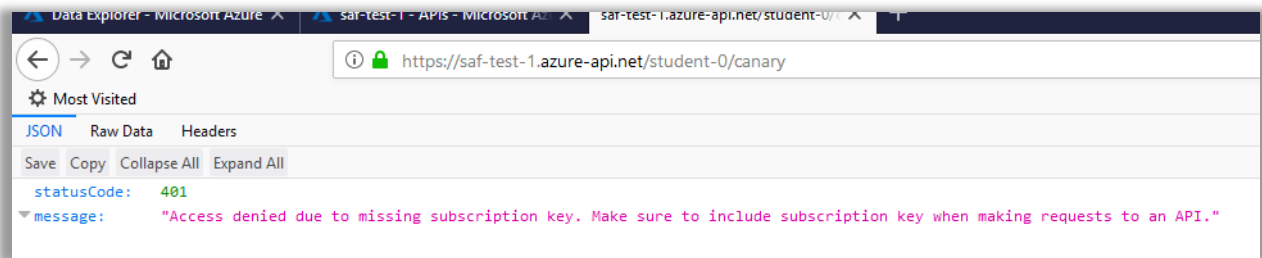 Data Explorer - Microsoft Azure
saf-test-1 - APIs - Microsoft Az
saf-test-1.azure-api.net/student-0/c
https://saf-test-1.azure-api.net/student-0/canary
Most Visited
JSON Raw Data Headers
Save Copy Collapse All Expand All
statusCode: 401
message: "Access denied due to missing subscription key. Make sure to include subscription key when making requests to an API."